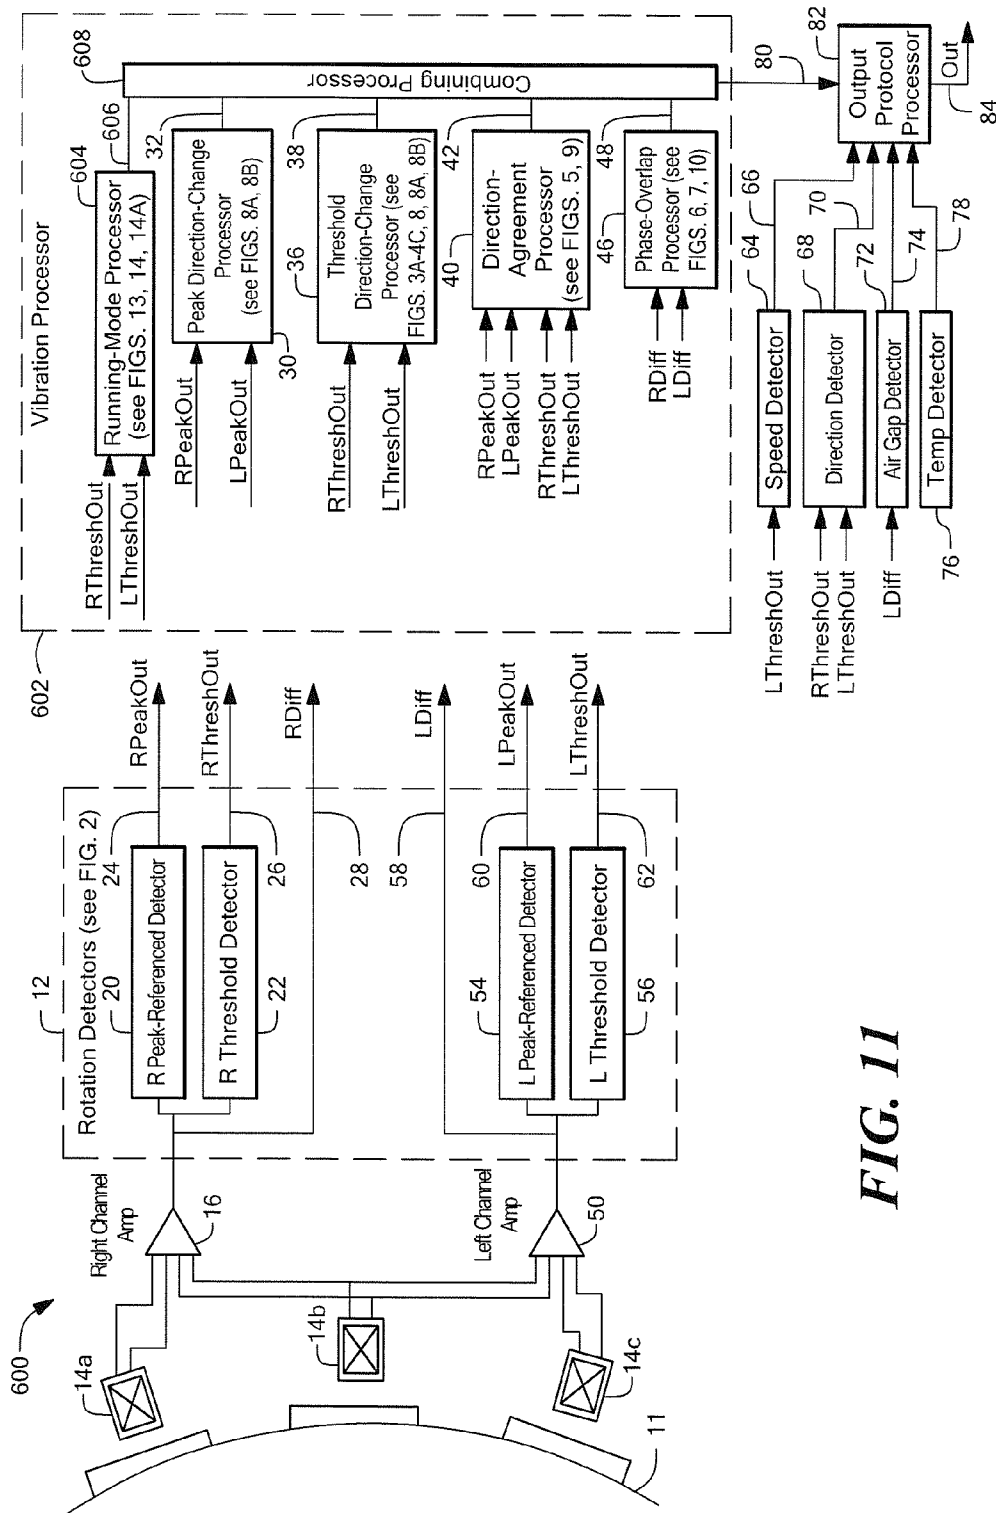 600
14a
14b
14c
11
Right Channel
Amp
16
Left Channel
Amp
50
12
Rotation Detectors (see FIG. 2)
20
R Peak-Referenced Detector
24
RPeakOut
R Threshold Detector
22
26
RThreshOut
28
RDiff
58
LDiff
54
L Peak-Referenced Detector
60
LPeakOut
L Threshold Detector
56
62
LThreshOut
602
Vibration Processor
RThreshOut
LThreshOut
604
Running-Mode Processor
(see FIGS. 13, 14, 14A)
606
608
Combining Processor
RPeakOut
LPeakOut
Peak Direction-Change
Processor
(see FIGS. 8A, 8B)
30
32
RThreshOut
LThreshOut
36
Threshold
Direction-Change
Processor (see
FIGS. 3A-4C, 8, 8A, 8B)
38
RPeakOut
LPeakOut
RThreshOut
LThreshOut
40
Direction-
Agreement
Processor
(see FIGS. 5, 9)
42
RDiff
LDiff
46
Phase-Overlap
Processor (see
FIGS. 6, 7, 10)
48
80
LThreshOut
Speed Detector
64
66
RThreshOut
LThreshOut
Direction Detector
68
70
LDiff
Air Gap Detector
72
74
76
Temp Detector
78
82
Output
Protocol
Processor
Out
84
FIG. 11